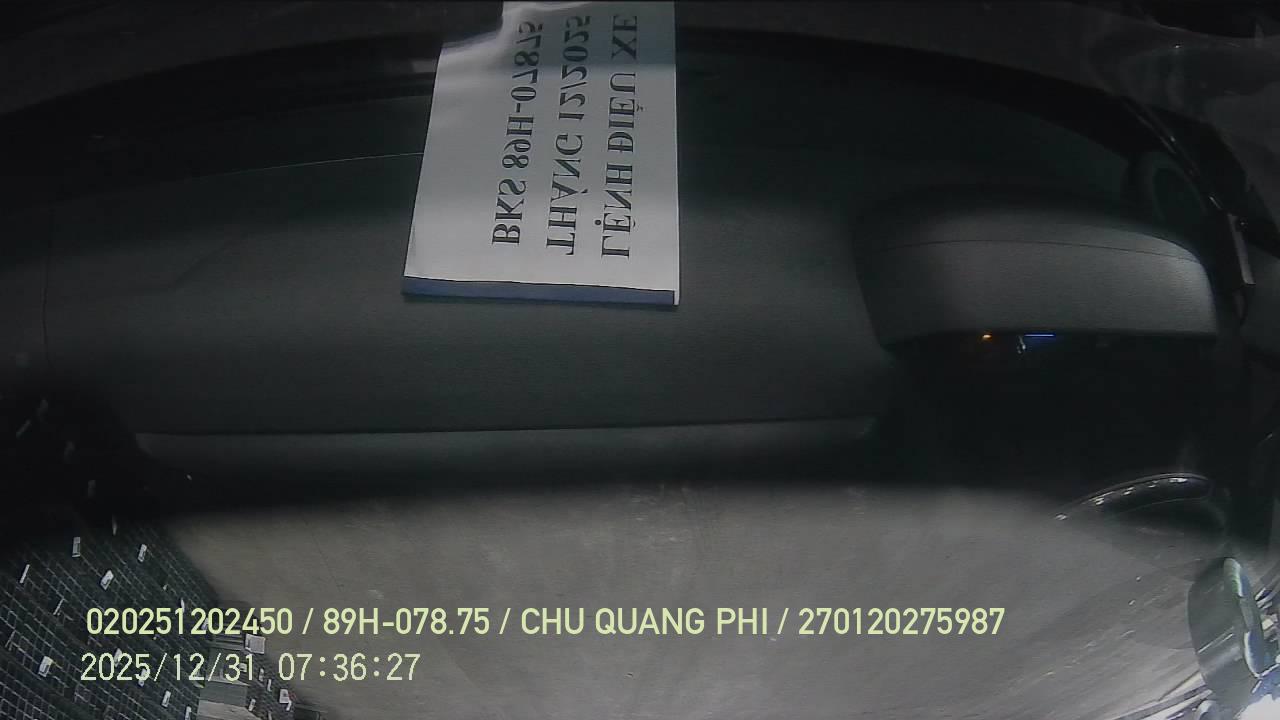 LỆNH ĐIỀU XE
THÁNG 12/2025
BKS 89H-07875
020251202450 / 89H-078.75 / CHU QUANG PHI / 270120275987
2025/12/31 07:36:27